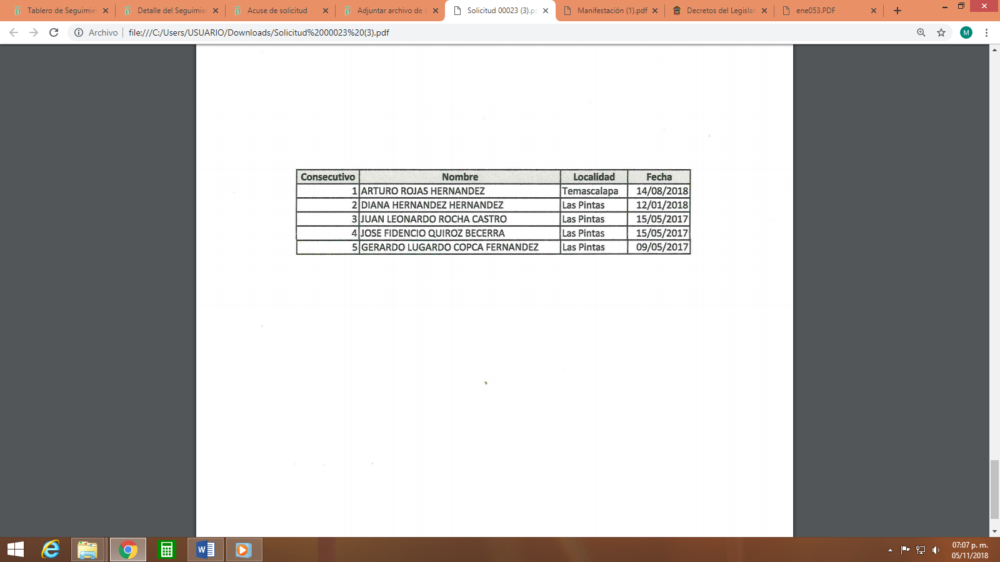 Tablero de Seguimie
Detalle del Seguimie
Acuse de solicitud
Adjuntar archivo de
Solicitud 00023 (3).p
Manifestación (1).pdf
Decretos del Legislat
ene053.PDF
Archivo file:///C:/Users/USUARIO/Downloads/Solicitud%2000023%20(3).pdf
M
Consecutivo Nombre Localidad Fecha
1 ARTURO ROJAS HERNANDEZ Temascalapa 14/08/2018
2 DIANA HERNANDEZ HERNANDEZ Las Pintas 12/01/2018
3 JUAN LEONARDO ROCHA CASTRO Las Pintas 15/05/2017
4 JOSE FIDENCIO QUIROZ BECERRA Las Pintas 15/05/2017
5 GERARDO LUGARDO COPCA FERNANDEZ Las Pintas 09/05/2017
07:07 p. m.
05/11/2018